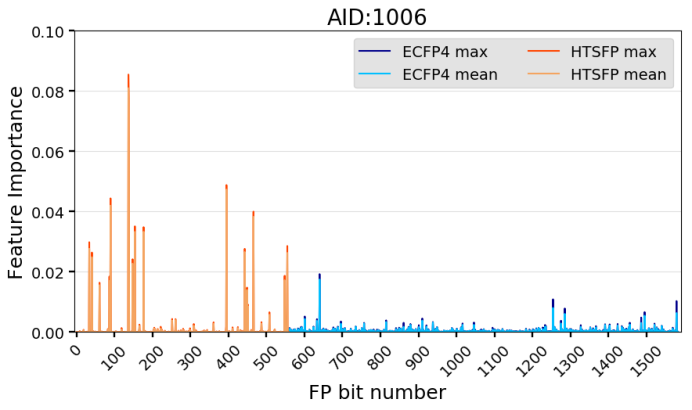 AID:1006
ECFP4 max
ECFP4 mean
HTSFP max
HTSFP mean
Feature Importance
0.10
0.08
0.06
0.04
0.02
0.00
0 100 200 300 400 500 600 700 800 900 1000 1100 1200 1300 1400 1500
FP bit number